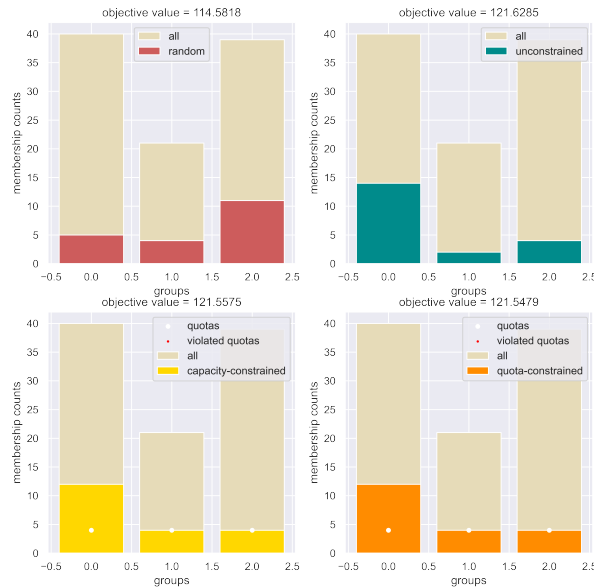 objective value = 114.5818
all
random
40
35
30
25
20
15
10
5
0
membership counts
−0.5 0.0 0.5 1.0 1.5 2.0 2.5
groups
objective value = 121.6285
all
unconstrained
40
35
30
25
20
15
10
5
0
membership counts
−0.5 0.0 0.5 1.0 1.5 2.0 2.5
groups
objective value = 121.5575
quotas
violated quotas
all
capacity-constrained
40
35
30
25
20
15
10
5
0
membership counts
−0.5 0.0 0.5 1.0 1.5 2.0 2.5
groups
objective value = 121.5479
quotas
violated quotas
all
quota-constrained
40
35
30
25
20
15
10
5
0
membership counts
−0.5 0.0 0.5 1.0 1.5 2.0 2.5
groups